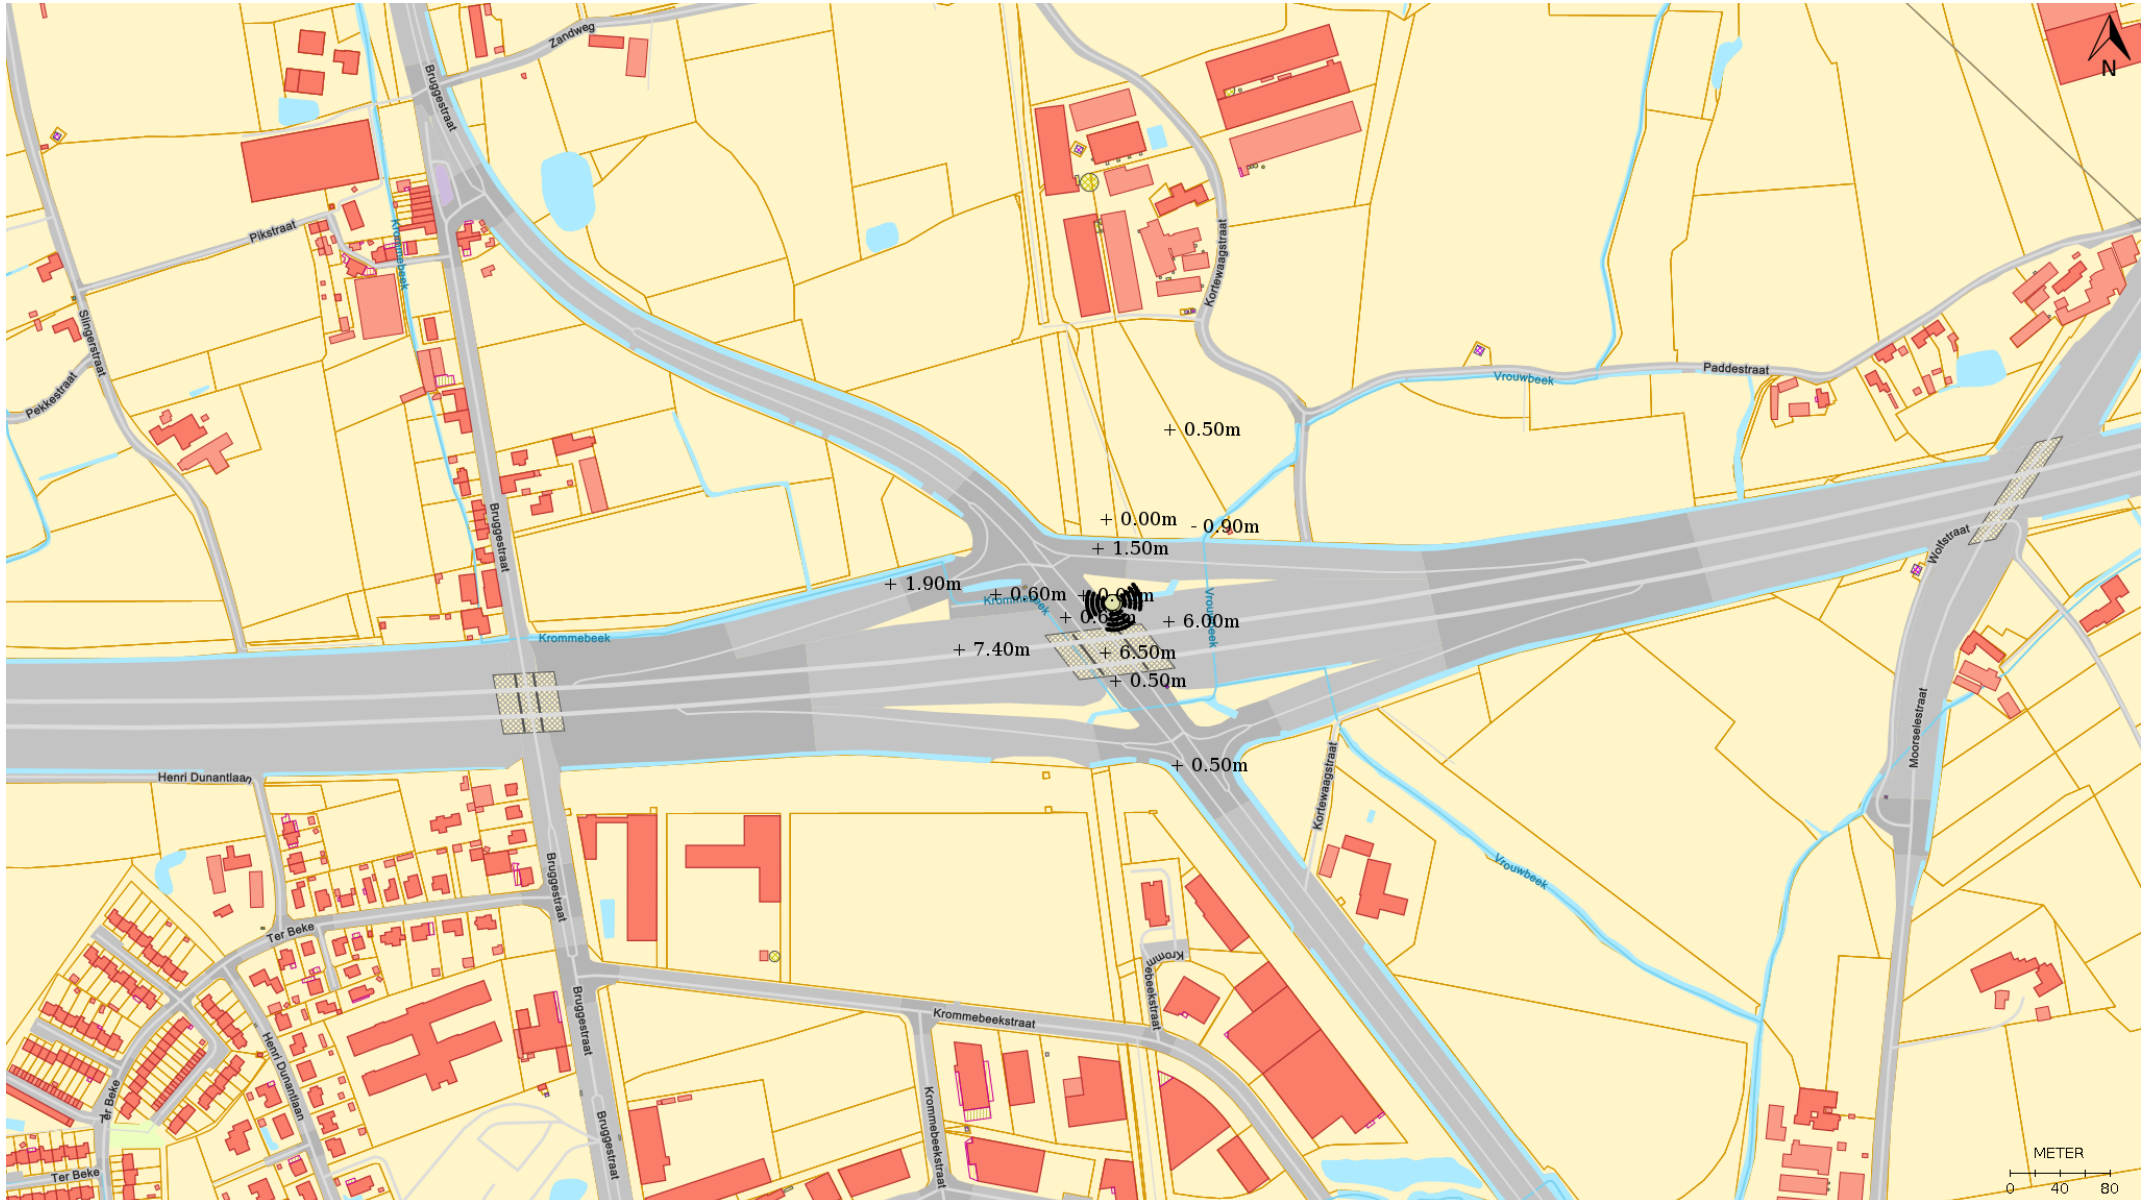 Zandweg
Bruggestraat
N
Pikstraat
Krommebeek
Kortewaagstraat
Slingerstraat
Pekkestraat
Vrouwbeek
Paddestraat
+ 0.50m
Bruggestraat
+ 0.00m
- 0.90m
+ 1.50m
Wolfstraat
+ 1.90m
+ 0.60m
Krommebeek
Vrouwbeek
+ 6.00m
Krommebeek
+ 7.40m
+ 6.50m
+ 0.50m
Moorselestraat
+ 0.50m
Henri Dunantlaan
Kortewaagstraat
Bruggestraat
Vrouwbeek
Ter Beke
Krommebeekstraat
Bruggestraat
Krommebeekstraat
Henri Dunantlaan
Ter Beke
Krommebeekstraat
Bruggestraat
Ter Beke
METER
0 40 80